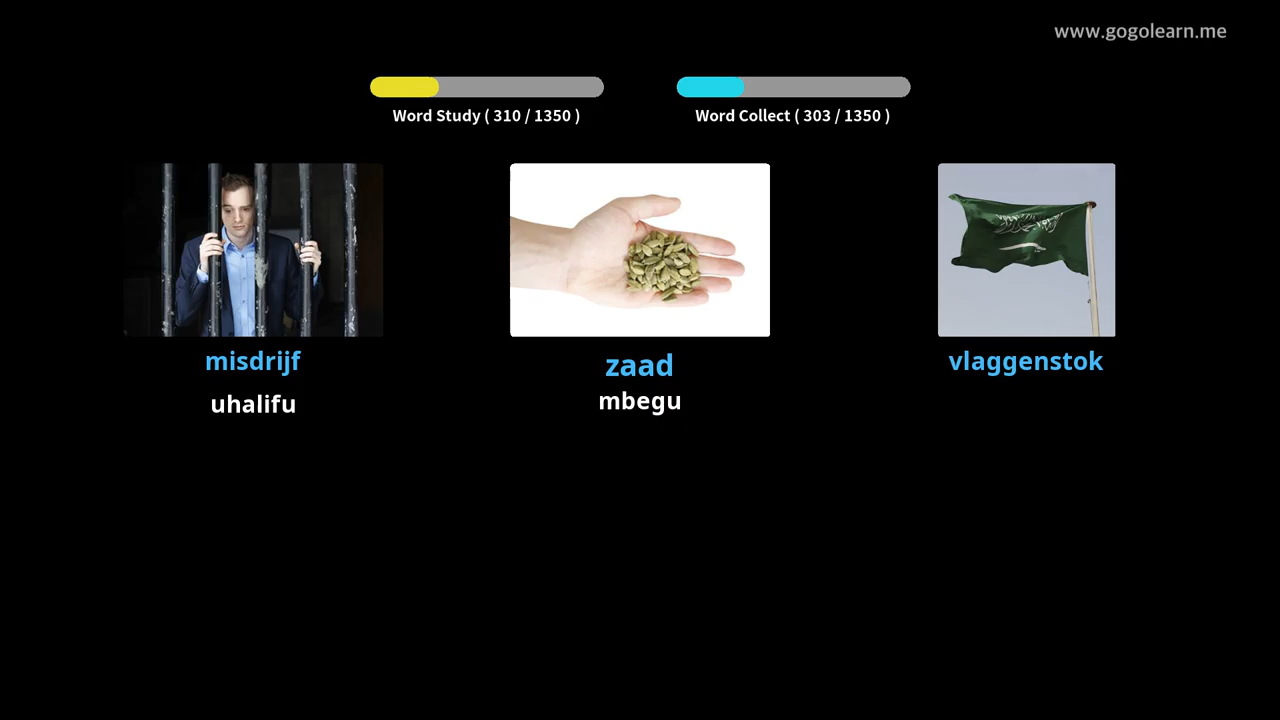 www.gogolearn.me
Word Study ( 310 / 1350 )
Word Collect ( 303 / 1350 )
misdrijf
uhalifu
zaad
mbegu
vlaggenstok